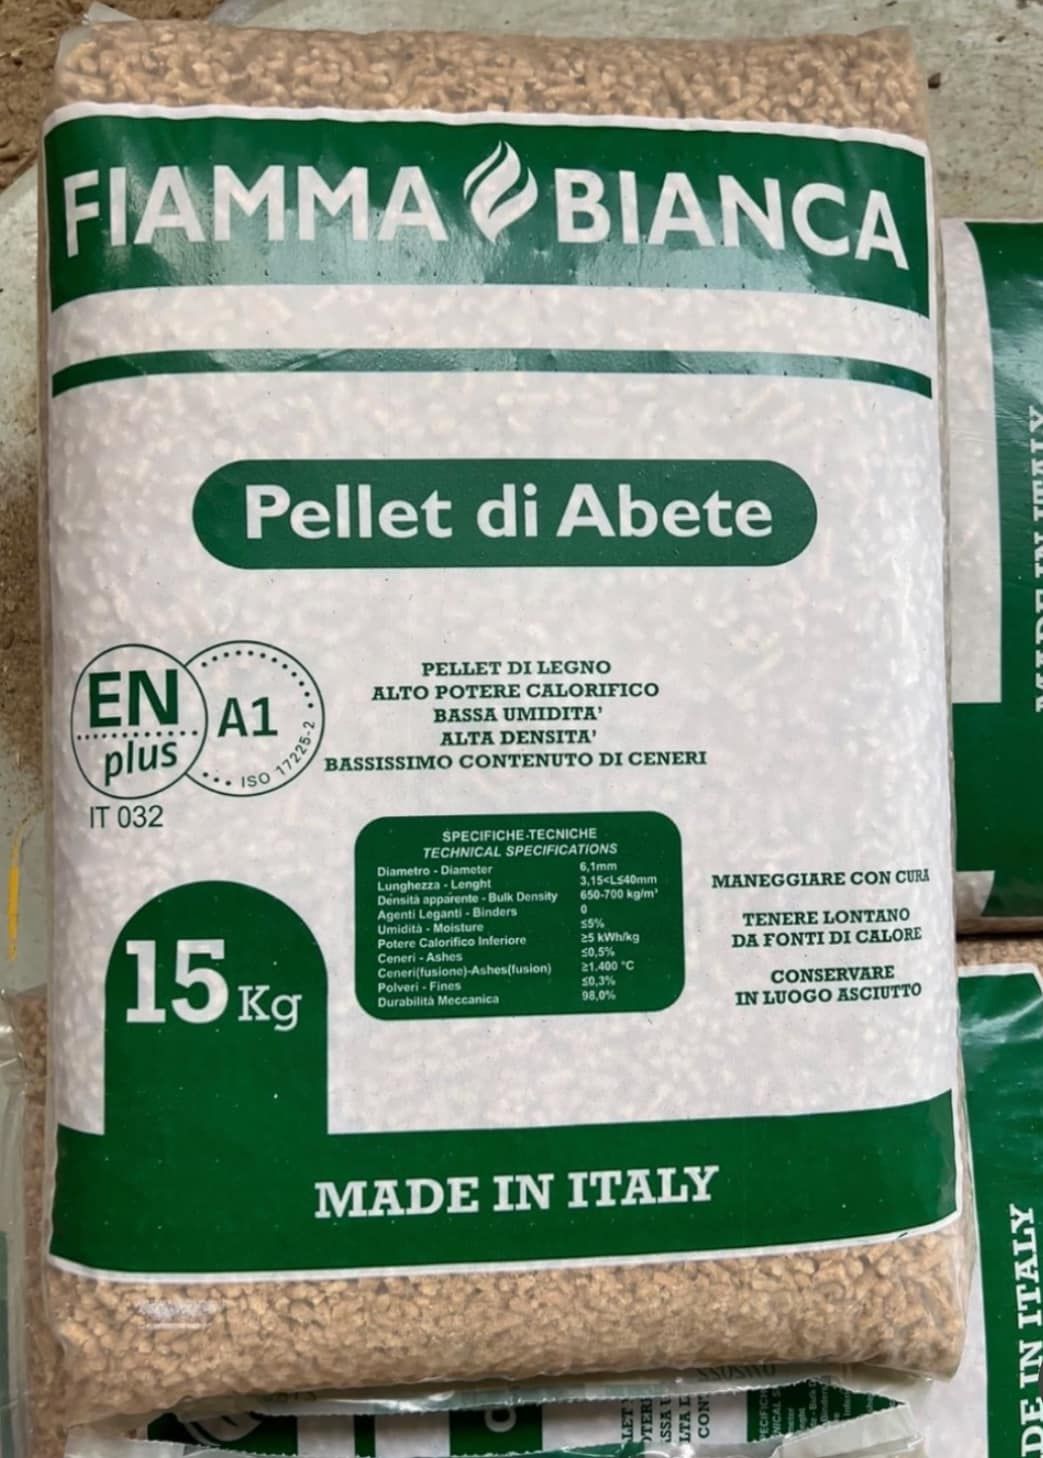 FIAMMA BIANCA
Pellet di Abete
EN
plus
A1
ISO 17225-2
IT 032
PELLET DI LEGNO
ALTO POTERE CALORIFICO
BASSA UMIDITA'
ALTA DENSITA'
BASSISSIMO CONTENUTO DI CENERI
SPECIFICHE-TECNICHE
TECHNICAL SPECIFICATIONS
Diametro - Diameter 6,1mm
Lunghezza - Lenght 3,15<L≤40mm
Densità apparente - Bulk Density 650-700 kg/m³
Agenti Leganti - Binders 0
Umidità - Moisture ≤5%
Potere Calorifico Inferiore ≥5 kWh/kg
Ceneri - Ashes ≤0,5%
Ceneri(fusione)-Ashes(fusion) ≥1.400 °C
Polveri - Fines ≤0,3%
Durabilità Meccanica 98,0%
MANEGGIARE CON CURA
TENERE LONTANO
DA FONTI DI CALORE
CONSERVARE
IN LUOGO ASCIUTTO
15 Kg
MADE IN ITALY
MADE IN ITALY
DE IN ITALY